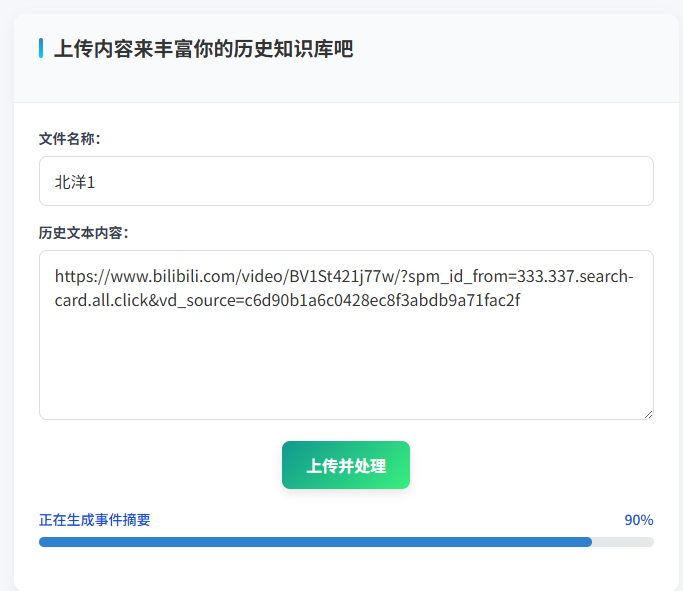 上传内容来丰富你的历史知识库吧
文件名称：
北洋1
历史文本内容：
https://www.bilibili.com/video/BV1St421j77w/?spm_id_from=333.337.search-
card.all.click&vd_source=c6d90b1a6c0428ec8f3abdb9a71fac2f
上传并处理
正在生成事件摘要 90%